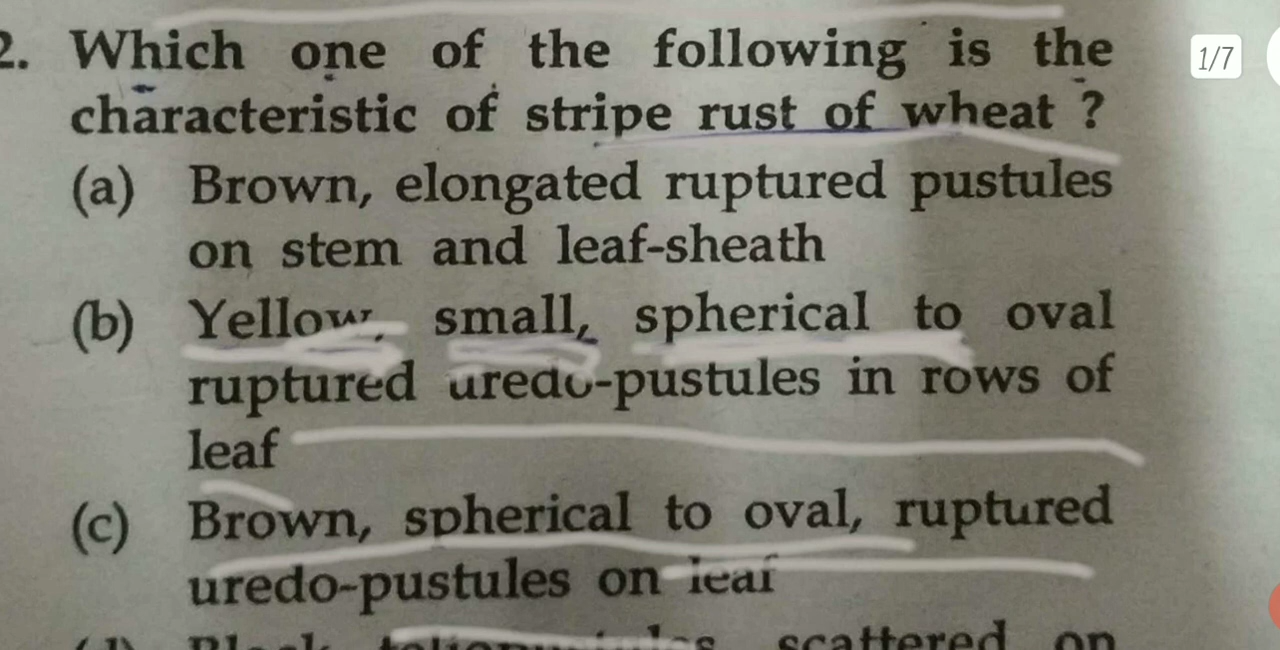 2. Which one of the following is the
1/7
characteristic of stripe rust of wheat ?
(a) Brown, elongated ruptured pustules
on stem and leaf-sheath
(b) Yellow, small, spherical to oval
ruptured uredo-pustules in rows of
leaf
(c) Brown, spherical to oval, ruptured
uredo-pustules on leaf
(d) Black scattered on